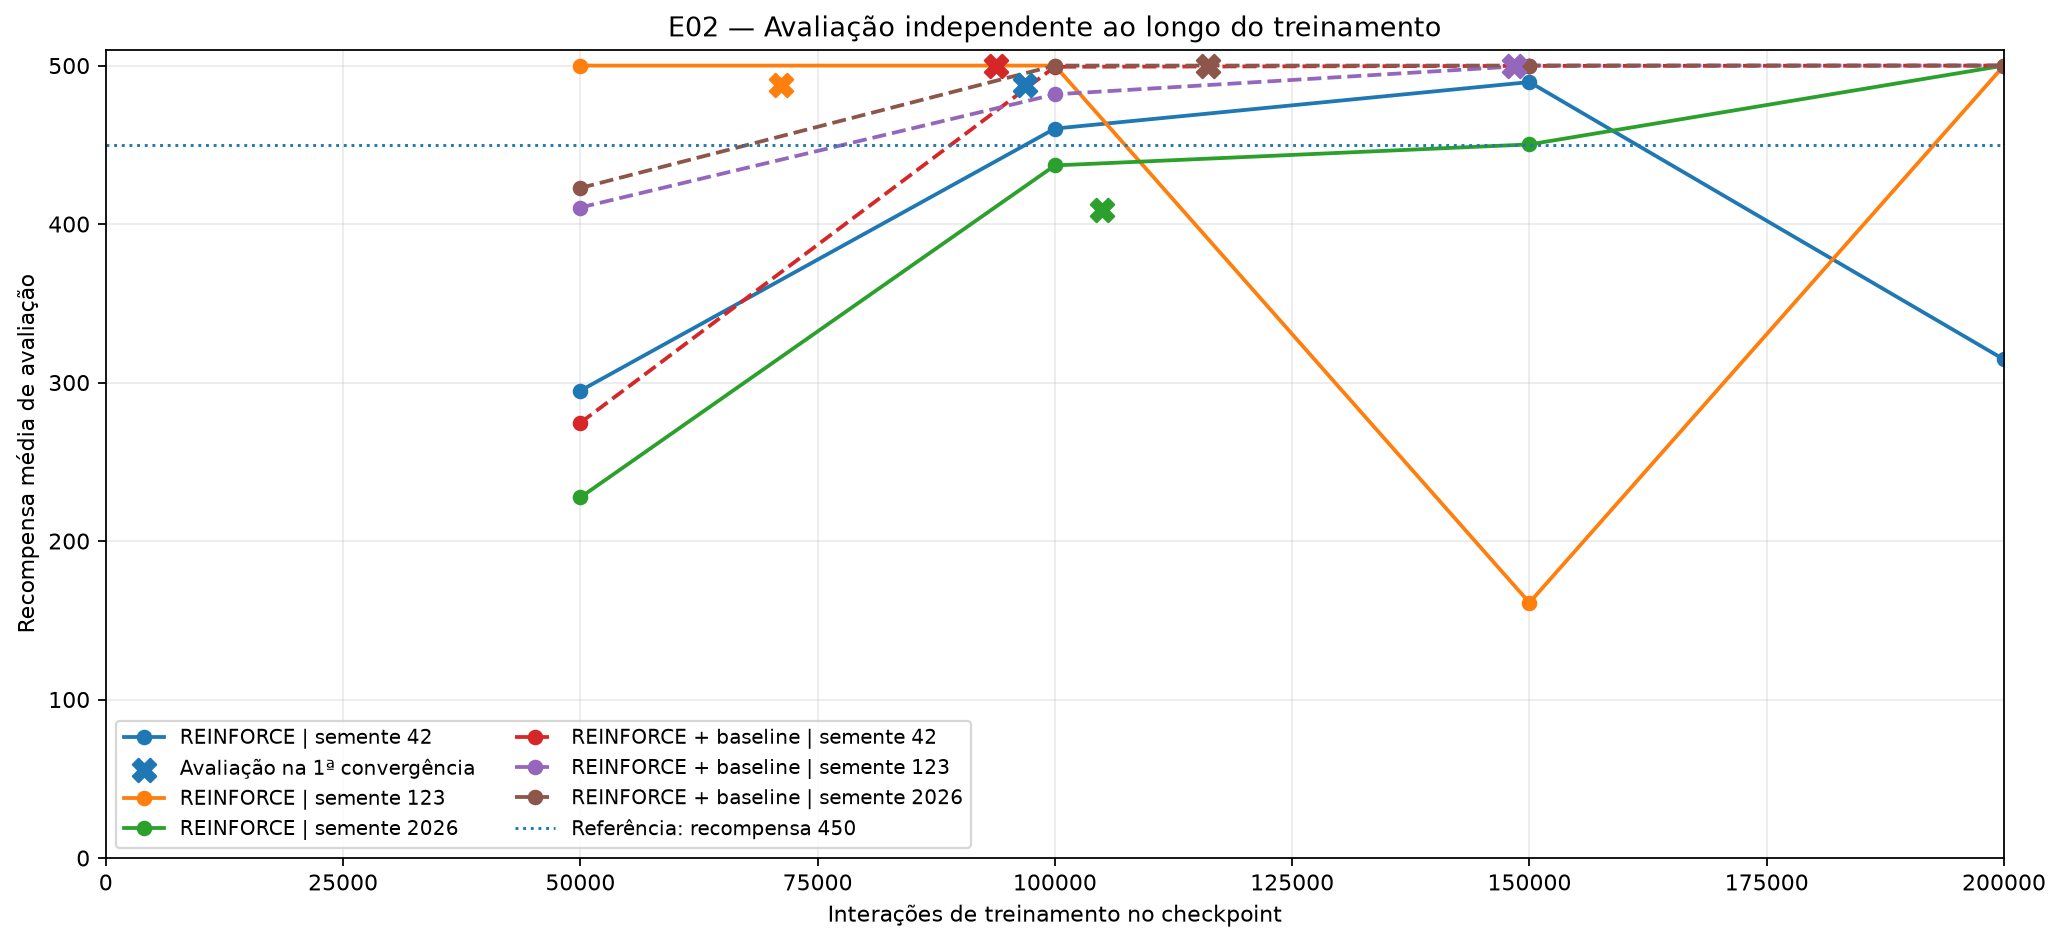 E02 — Avaliação independente ao longo do treinamento
Recompensa média de avaliação
500
400
300
200
100
0
REINFORCE | semente 42
Avaliação na 1ª convergência
REINFORCE | semente 123
REINFORCE | semente 2026
REINFORCE + baseline | semente 42
REINFORCE + baseline | semente 123
REINFORCE + baseline | semente 2026
Referência: recompensa 450
0 25000 50000 75000 100000 125000 150000 175000 200000
Interações de treinamento no checkpoint